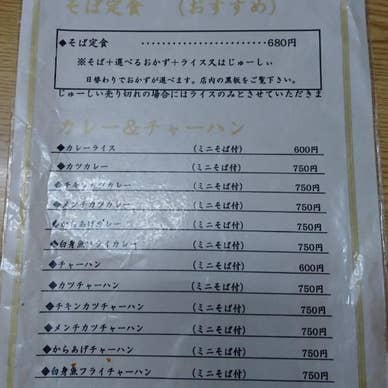 そば定食　（おすすめ）
◆そば定食 ・・・・・・・・・・・・・・・・・・680円
※そば＋選べるおかず＋ライス又はじゅーしぃ
日替わりでおかずが選べます。店内の黒板をご覧下さい。
じゅーしい売り切れの場合にはライスのみとさせていただきま
カレー＆チャーハン
◆カレーライス （ミニそば付） 600円
◆カツカレー （ミニそば付） 750円
◆チキンカツカレー （ミニそば付） 750円
◆メンチカツカレー （ミニそば付） 750円
◆からあげカレー （ミニそば付） 750円
◆白身魚フライカレー （ミニそば付） 750円
◆チャーハン （ミニそば付） 600円
◆カツチャーハン （ミニそば付） 750円
◆チキンカツチャーハン （ミニそば付） 750円
◆メンチカツチャーハン （ミニそば付） 750円
◆からあげチャーハン （ミニそば付） 750円
◆白身魚フライチャーハン （ミニそば付） 750円